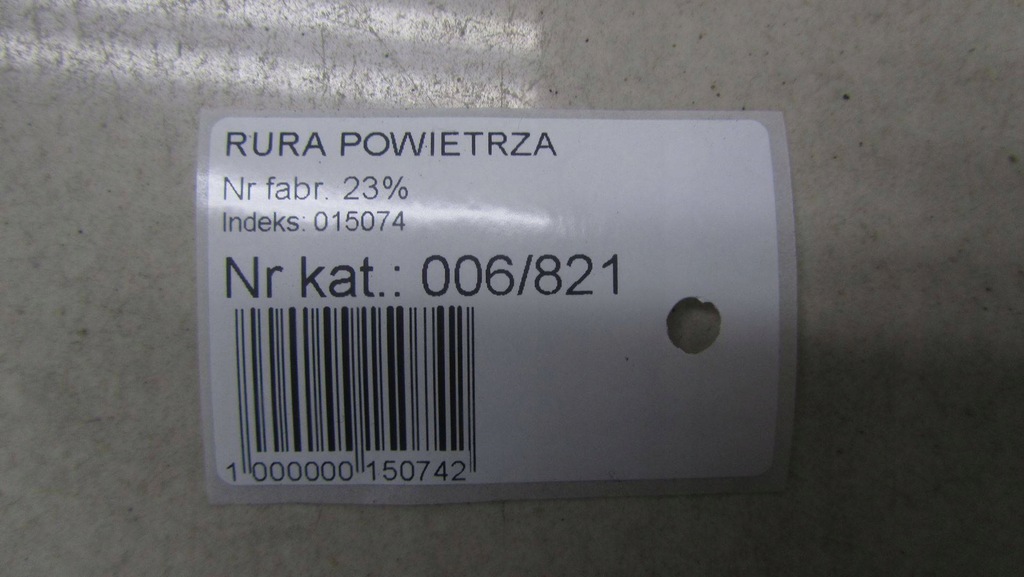 RURA POWIETRZA
Nr fabr. 23%
Indeks: 015074
Nr kat.: 006/821
1 000000 150742